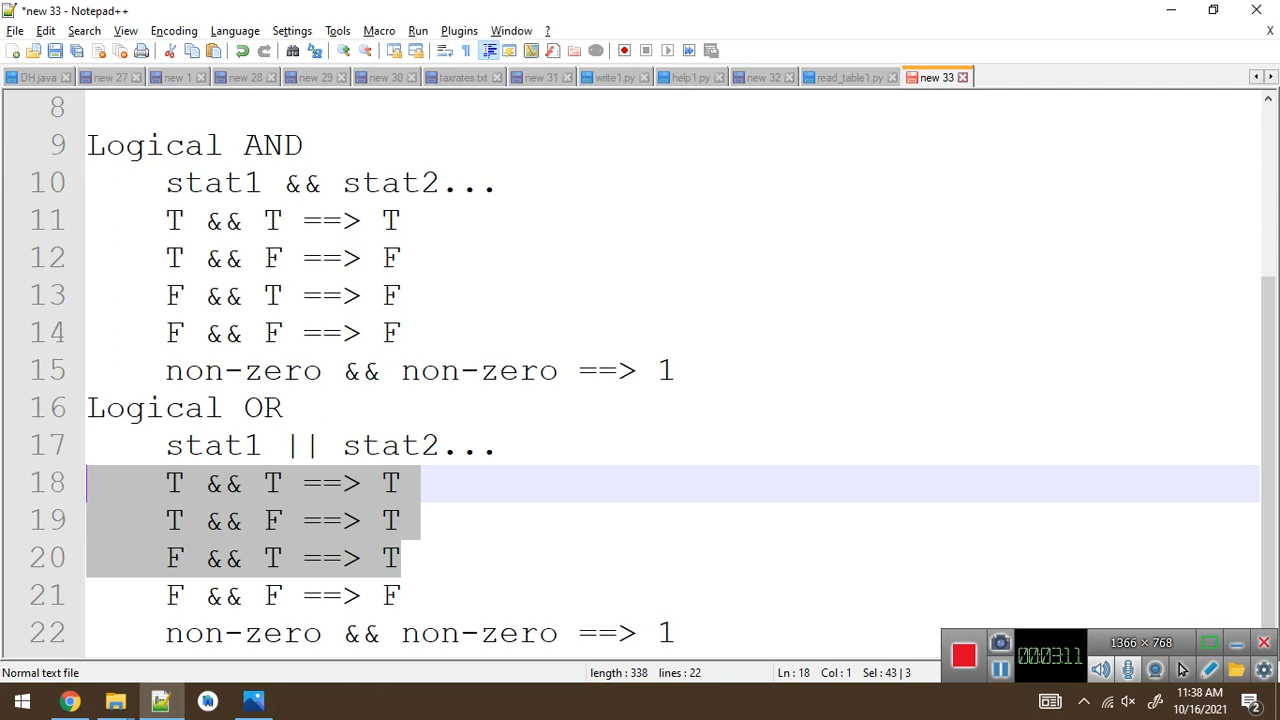 *new 33 - Notepad++
File Edit Search View Encoding Language Settings Tools Macro Run Plugins Window ?
X
DH.java new 27 new 1 new 28 new 29 new 30 taxrates.txt new 31 write1.py help1.py new 32 read_table1.py new 33
8
9 Logical AND
10 stat1 && stat2...
11 T && T ==> T
12 T && F ==> F
13 F && T ==> F
14 F && F ==> F
15 non-zero && non-zero ==> 1
16 Logical OR
17 stat1 || stat2...
18 T && T ==> T
19 T && F ==> T
20 F && T ==> T
21 F && F ==> F
22 non-zero && non-zero ==> 1
1366 × 768
00:03:11
Normal text file length : 338 lines : 22 Ln : 18 Col : 1 Sel : 43 | 3
11:38 AM
10/16/2021
2